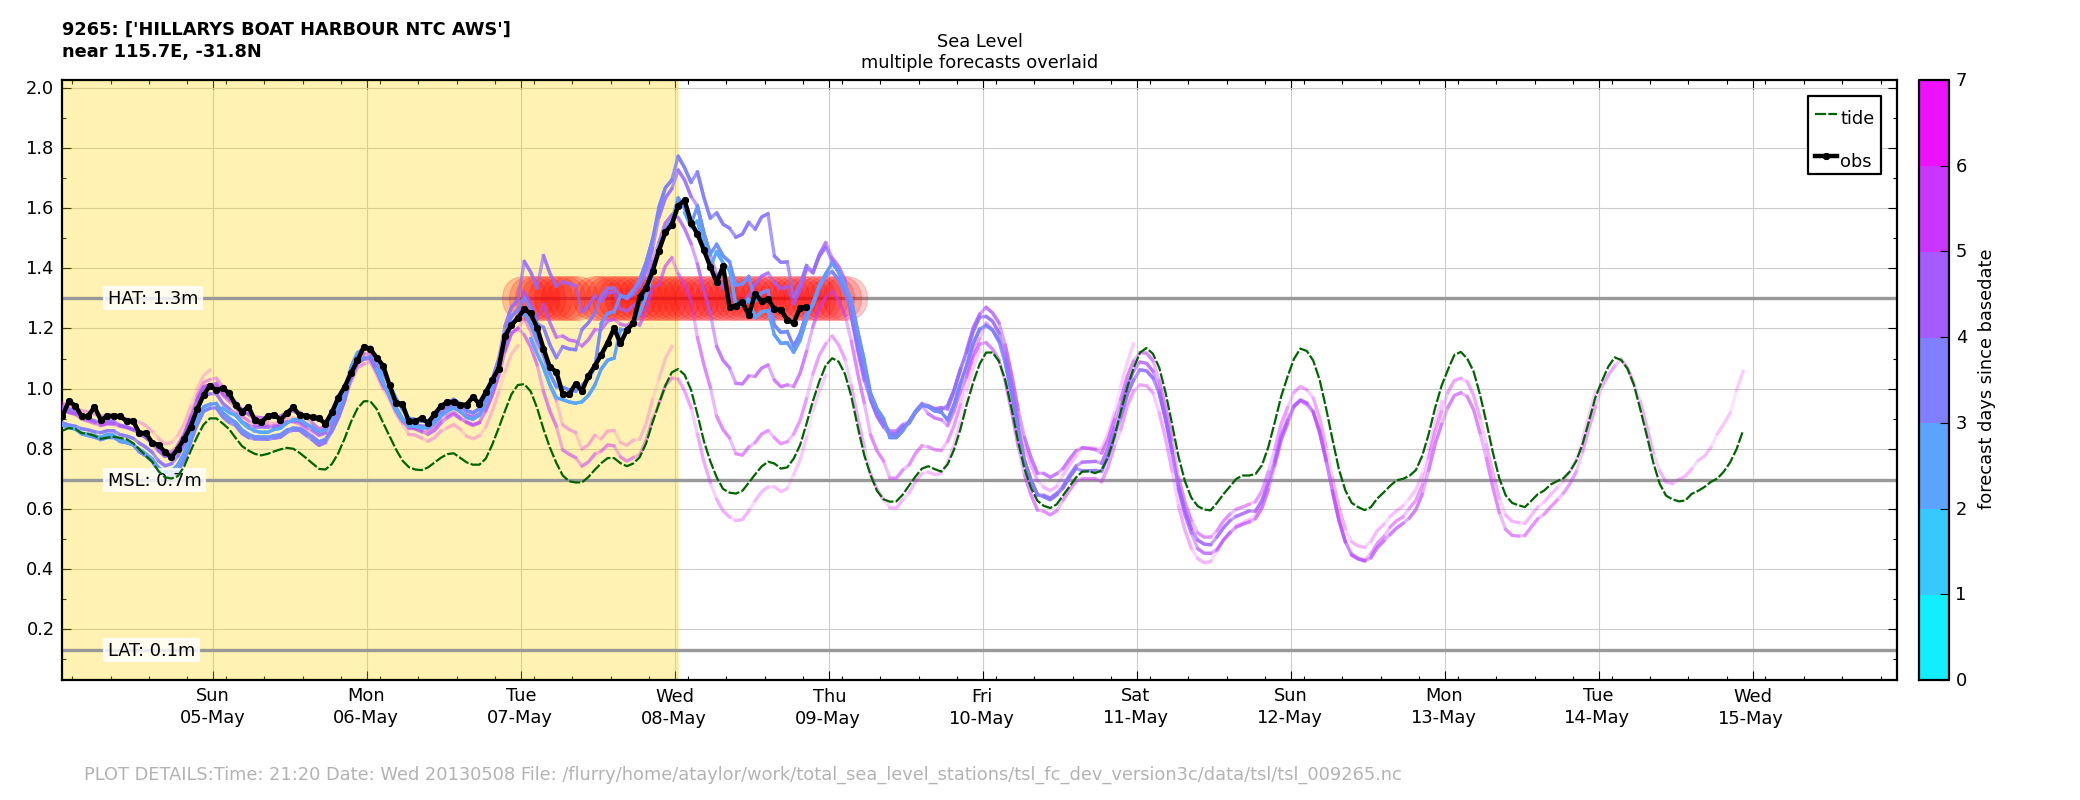 9265: ['HILLARYS BOAT HARBOUR NTC AWS']
near 115.7E, -31.8N
Sea Level
multiple forecasts overlaid
2.0
1.8
1.6
1.4
1.2
1.0
0.8
0.6
0.4
0.2
HAT: 1.3m
MSL: 0.7m
LAT: 0.1m
tide
obs
Sun
05-May
Mon
06-May
Tue
07-May
Wed
08-May
Thu
09-May
Fri
10-May
Sat
11-May
Sun
12-May
Mon
13-May
Tue
14-May
Wed
15-May
7
6
5
4
3
2
1
0
forecast days since basedate
PLOT DETAILS:Time: 21:20 Date: Wed 20130508 File: /flurry/home/ataylor/work/total_sea_level_stations/tsl_fc_dev_version3c/data/tsl/tsl_009265.nc